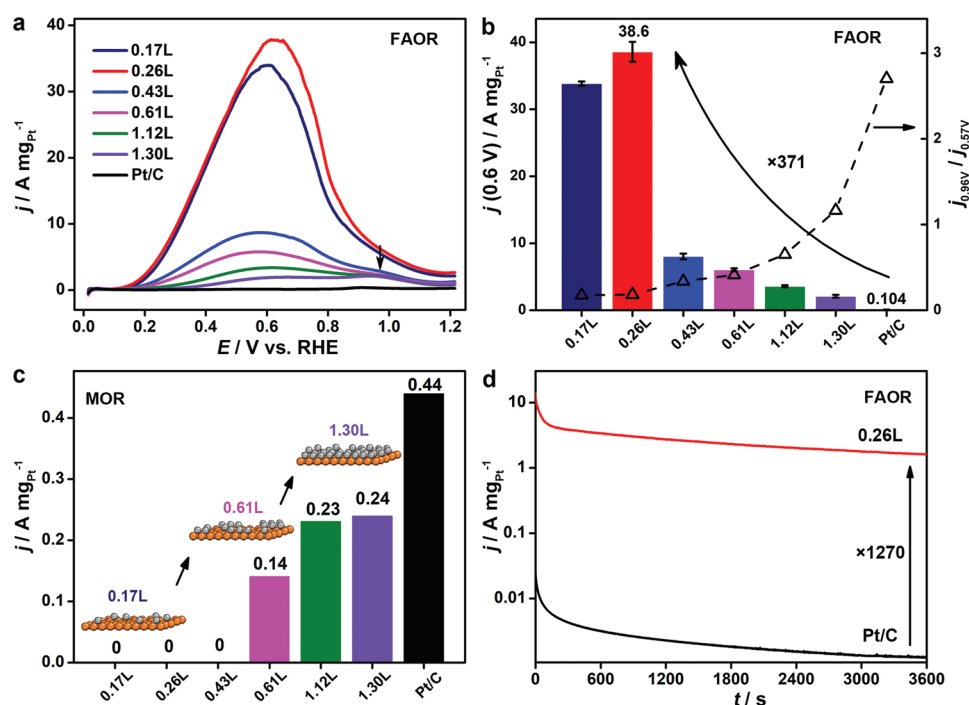 a
FAOR
0.17L
0.26L
0.43L
0.61L
1.12L
1.30L
Pt/C
40
30
20
10
0
j / A mgPt⁻¹
0.0 0.2 0.4 0.6 0.8 1.0 1.2
E / V vs. RHE
b
FAOR
38.6
×371
0.104
40
30
20
10
0
j (0.6 V) / A mgPt⁻¹
3
2
1
0
j0.96V / j0.57V
0.17L 0.26L 0.43L 0.61L 1.12L 1.30L Pt/C
c
MOR
0.44
1.30L
0.61L
0.24
0.23
0.17L
0.14
0 0 0
0.4
0.3
0.2
0.1
0.0
j / A mgPt⁻¹
0.17L 0.26L 0.43L 0.61L 1.12L 1.30L Pt/C
d
FAOR
0.26L
×1270
Pt/C
10
1
0.1
0.01
j / A mgPt⁻¹
0 600 1200 1800 2400 3000 3600
t / s